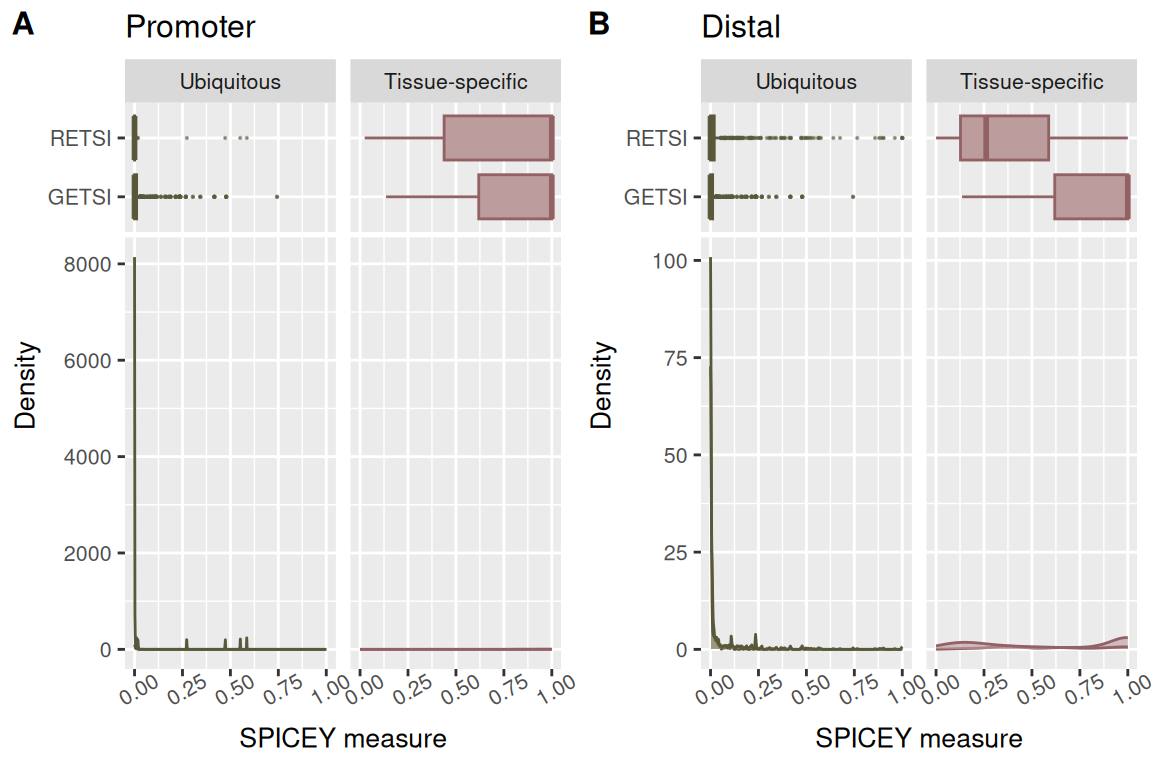 A Promoter
Ubiquitous Tissue-specific
RETSI
GETSI
8000
6000
4000
2000
0
Density
0.00 0.25 0.50 0.75 1.00 0.00 0.25 0.50 0.75 1.00
SPICEY measure
B Distal
Ubiquitous Tissue-specific
RETSI
GETSI
100
75
50
25
0
Density
0.00 0.25 0.50 0.75 1.00 0.00 0.25 0.50 0.75 1.00
SPICEY measure